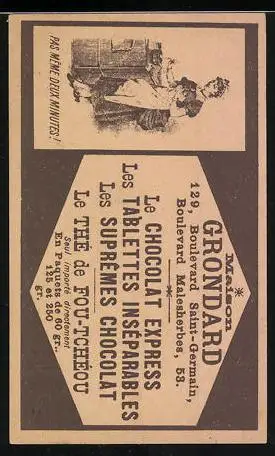 PAS MÊME DEUX MINUTES!
Maison
GRONDARD
129, Boulevard Saint-Germain,
Boulevard Malesherbes, 53.
Le CHOCOLAT EXPRESS
Les TABLETTES INSÉPARABLES
Les SUPRÊMES CHOCOLAT
Le THÉ de FOU-TCHÉOU
Seul importé directement
En Paquets de 60 gr.,
125 et 250
gr.